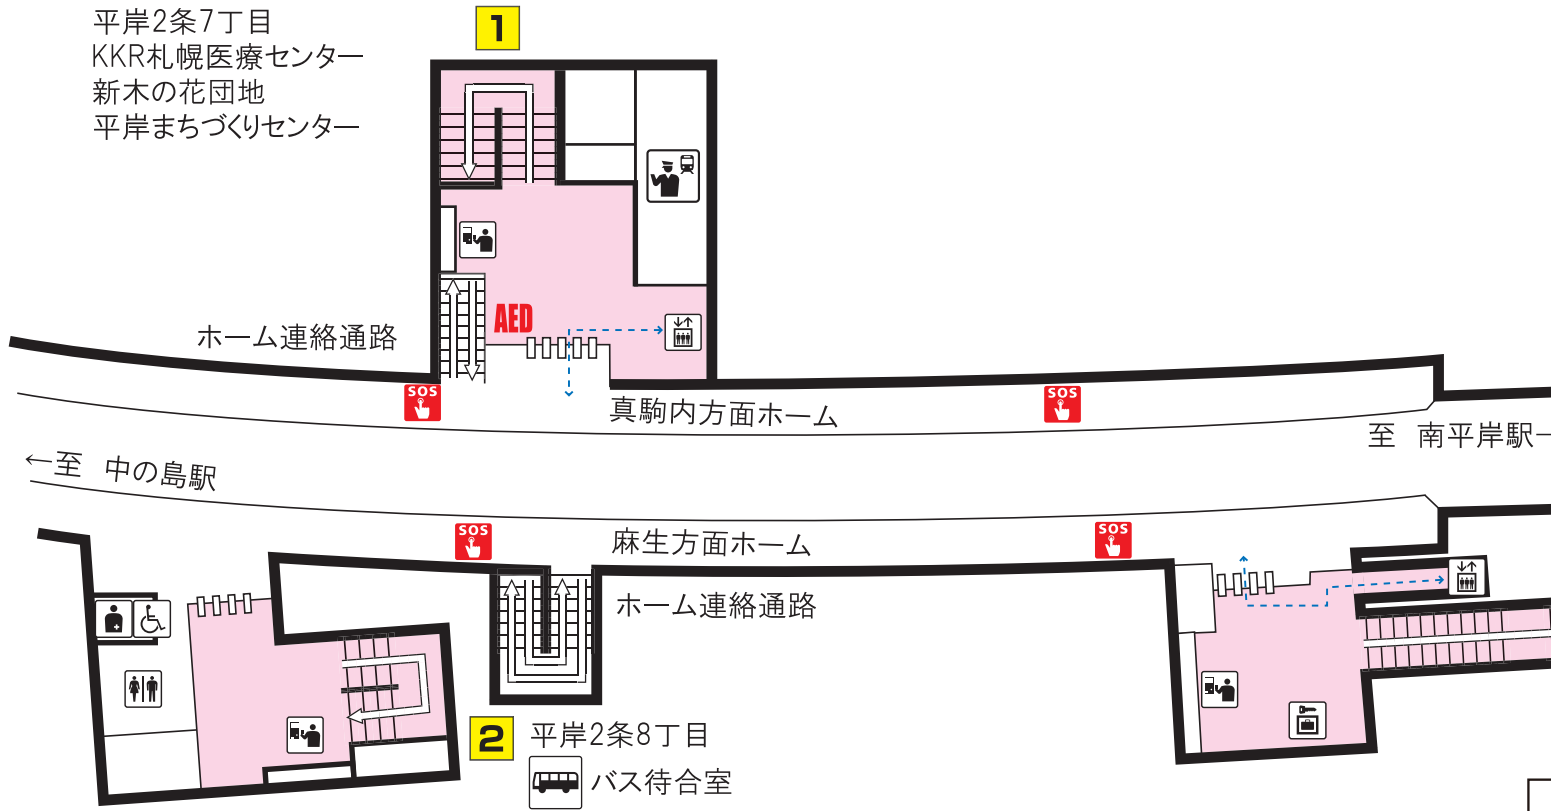 平岸2条7丁目
KKR札幌医療センター
新木の花団地
平岸まちづくりセンター
1
AED
ホーム連絡通路
SOS
SOS
真駒内方面ホーム
至 南平岸駅→
←至 中の島駅
SOS
SOS
麻生方面ホーム
ホーム連絡通路
2
平岸2条8丁目
バス待合室